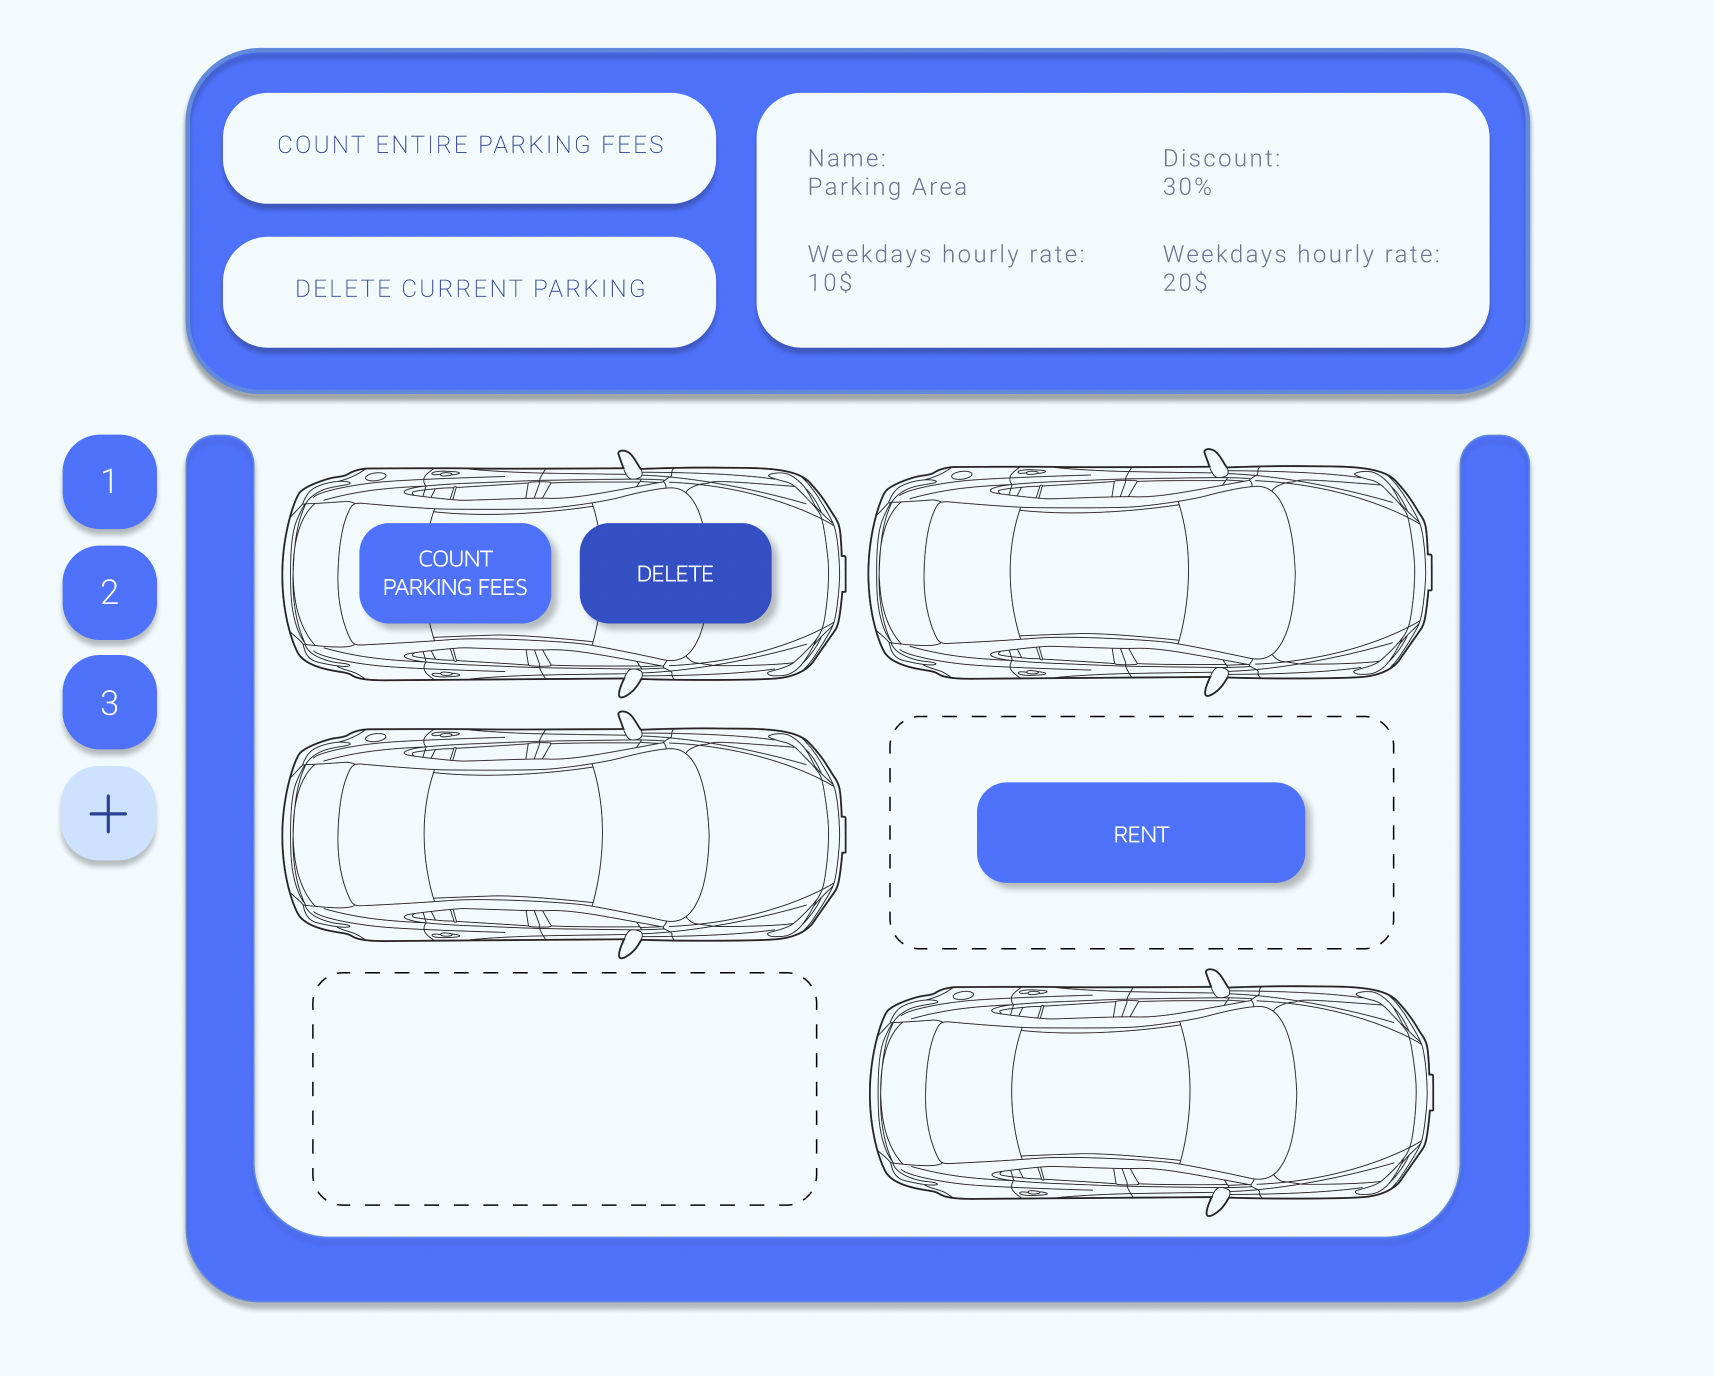 COUNT ENTIRE PARKING FEES
DELETE CURRENT PARKING
Name:
Parking Area
Discount:
30%
Weekdays hourly rate:
10$
Weekdays hourly rate:
20$
1
2
3
+
COUNT
PARKING FEES
DELETE
RENT